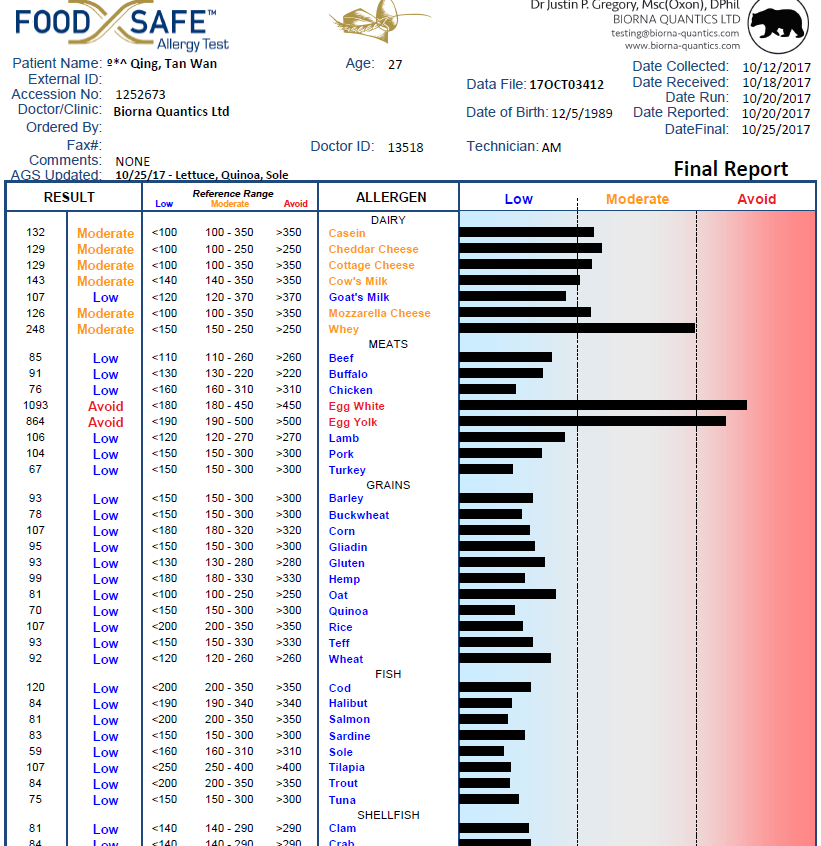 FOOD SAFE™
Allergy Test
Dr Justin P. Gregory, Msc(Oxon), DPhil
BIORNA QUANTICS LTD
testing@biorna-quantics.com
www.biorna-quantics.com
Patient Name: º*^ Qing, Tan Wan Age: 27
External ID:
Accession No: 1252673
Doctor/Clinic: Biorna Quantics Ltd
Ordered By:
Fax#: Doctor ID: 13518
Comments: NONE
AGS Updated: 10/25/17 - Lettuce, Quinoa, Sole
Data File: 17OCT03412
Date of Birth: 12/5/1989
Technician: AM
Date Collected: 10/12/2017
Date Received: 10/18/2017
Date Run: 10/20/2017
Date Reported: 10/20/2017
DateFinal: 10/25/2017
Final Report
RESULT Reference Range ALLERGEN Low Moderate Avoid
Low Moderate Avoid
DAIRY
132 Moderate <100 100 - 350 >350 Casein
129 Moderate <100 100 - 250 >250 Cheddar Cheese
129 Moderate <100 100 - 350 >350 Cottage Cheese
143 Moderate <140 140 - 350 >350 Cow's Milk
107 Low <120 120 - 370 >370 Goat's Milk
126 Moderate <100 100 - 350 >350 Mozzarella Cheese
248 Moderate <150 150 - 250 >250 Whey
MEATS
85 Low <110 110 - 260 >260 Beef
91 Low <130 130 - 220 >220 Buffalo
76 Low <160 160 - 310 >310 Chicken
1093 Avoid <180 180 - 450 >450 Egg White
864 Avoid <190 190 - 500 >500 Egg Yolk
106 Low <120 120 - 270 >270 Lamb
104 Low <150 150 - 300 >300 Pork
67 Low <150 150 - 300 >300 Turkey
GRAINS
93 Low <150 150 - 300 >300 Barley
78 Low <150 150 - 300 >300 Buckwheat
107 Low <180 180 - 320 >320 Corn
95 Low <150 150 - 300 >300 Gliadin
93 Low <130 130 - 280 >280 Gluten
99 Low <180 180 - 330 >330 Hemp
81 Low <100 100 - 250 >250 Oat
70 Low <150 150 - 300 >300 Quinoa
107 Low <200 200 - 350 >350 Rice
93 Low <150 150 - 330 >330 Teff
92 Low <120 120 - 260 >260 Wheat
FISH
120 Low <200 200 - 350 >350 Cod
84 Low <190 190 - 340 >340 Halibut
81 Low <200 200 - 350 >350 Salmon
83 Low <150 150 - 300 >300 Sardine
59 Low <160 160 - 310 >310 Sole
107 Low <250 250 - 400 >400 Tilapia
84 Low <200 200 - 350 >350 Trout
75 Low <150 150 - 300 >300 Tuna
SHELLFISH
81 Low <140 140 - 290 >290 Clam
84 Low <140 140 - 290 >290 Crab